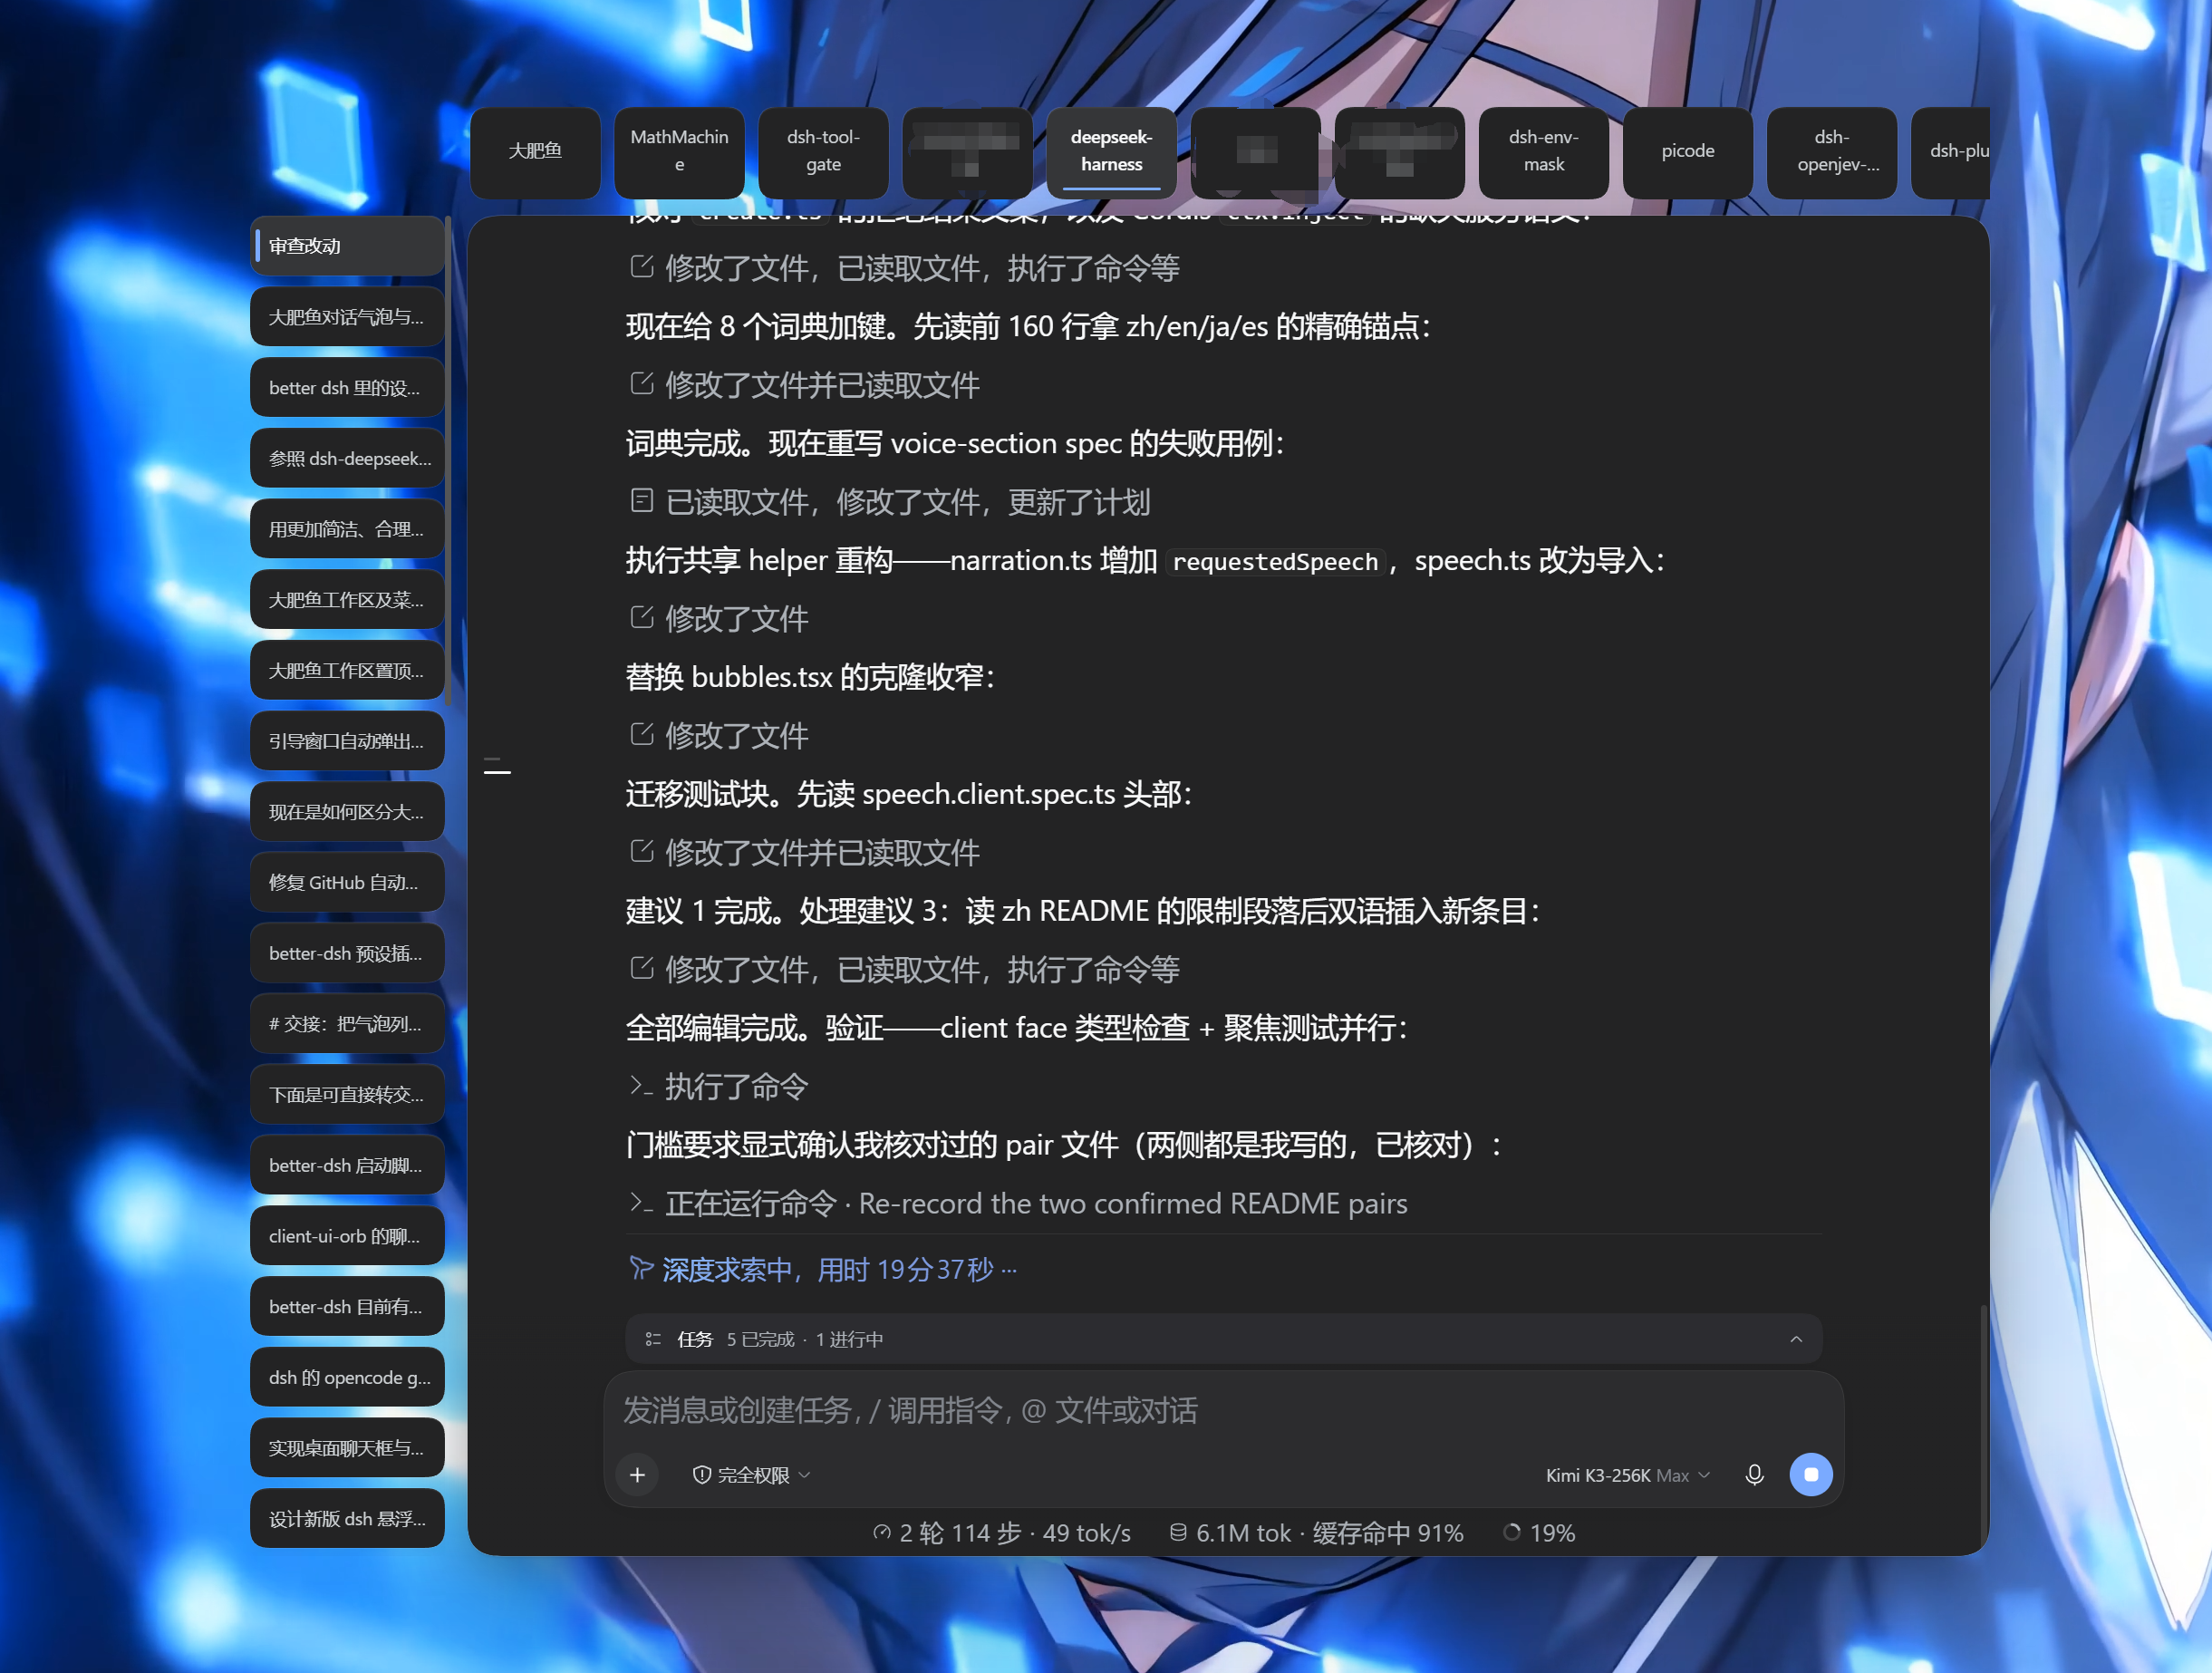 大肥鱼
MathMachin
e
dsh-tool-
gate
deepseek-
harness
dsh-env-
mask
picode
dsh-
openjev-...
dsh-plu
审查改动
大肥鱼对话气泡与...
better dsh 里的设...
参照 dsh-deepseek...
用更加简洁、合理...
大肥鱼工作区及菜...
大肥鱼工作区置顶...
引导窗口自动弹出...
现在是如何区分大...
修复 GitHub 自动...
better-dsh 预设插...
# 交接：把气泡列...
下面是可直接转交...
better-dsh 启动脚...
client-ui-orb 的聊...
better-dsh 目前有...
dsh 的 opencode g...
实现桌面聊天框与...
设计新版 dsh 悬浮...
核对 create.ts 的拒绝结果文案，以及 Cordis ctx.inject 的缺失服务语义：
修改了文件，已读取文件，执行了命令等
现在给 8 个词典加键。先读前 160 行拿 zh/en/ja/es 的精确锚点：
修改了文件并已读取文件
词典完成。现在重写 voice-section spec 的失败用例：
已读取文件，修改了文件，更新了计划
执行共享 helper 重构——narration.ts 增加 requestedSpeech，speech.ts 改为导入：
修改了文件
替换 bubbles.tsx 的克隆收窄：
修改了文件
迁移测试块。先读 speech.client.spec.ts 头部：
修改了文件并已读取文件
建议 1 完成。处理建议 3：读 zh README 的限制段落后双语插入新条目：
修改了文件，已读取文件，执行了命令等
全部编辑完成。验证——client face 类型检查 + 聚焦测试并行：
执行了命令
门槛要求显式确认我核对过的 pair 文件（两侧都是我写的，已核对）：
正在运行命令 · Re-record the two confirmed README pairs
深度求索中，用时 19分37秒 ...
任务 5 已完成 · 1 进行中
发消息或创建任务, / 调用指令, @ 文件或对话
完全权限
Kimi K3-256K Max
2 轮 114 步 · 49 tok/s 6.1M tok · 缓存命中 91% 19%